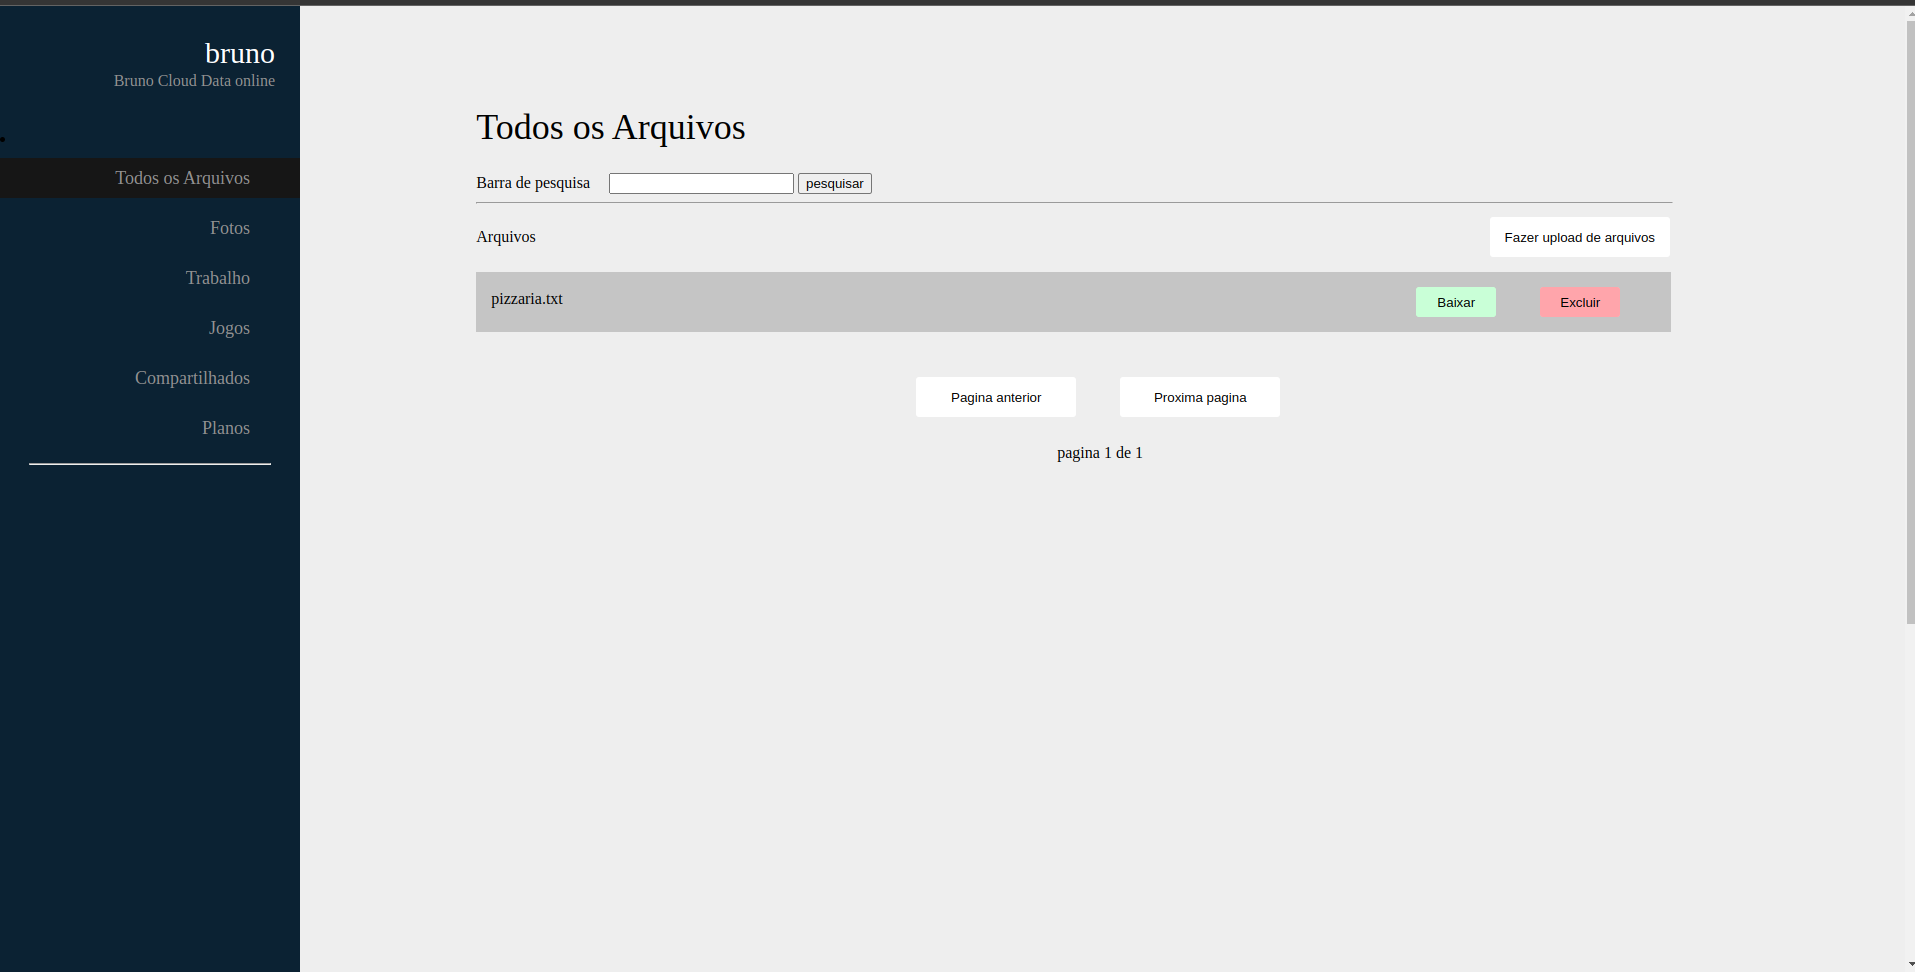 bruno
Bruno Cloud Data online
Todos os Arquivos
Fotos
Trabalho
Jogos
Compartilhados
Planos
Todos os Arquivos
Barra de pesquisa pesquisar
Arquivos Fazer upload de arquivos
pizzaria.txt Baixar Excluir
Pagina anterior Proxima pagina
pagina 1 de 1